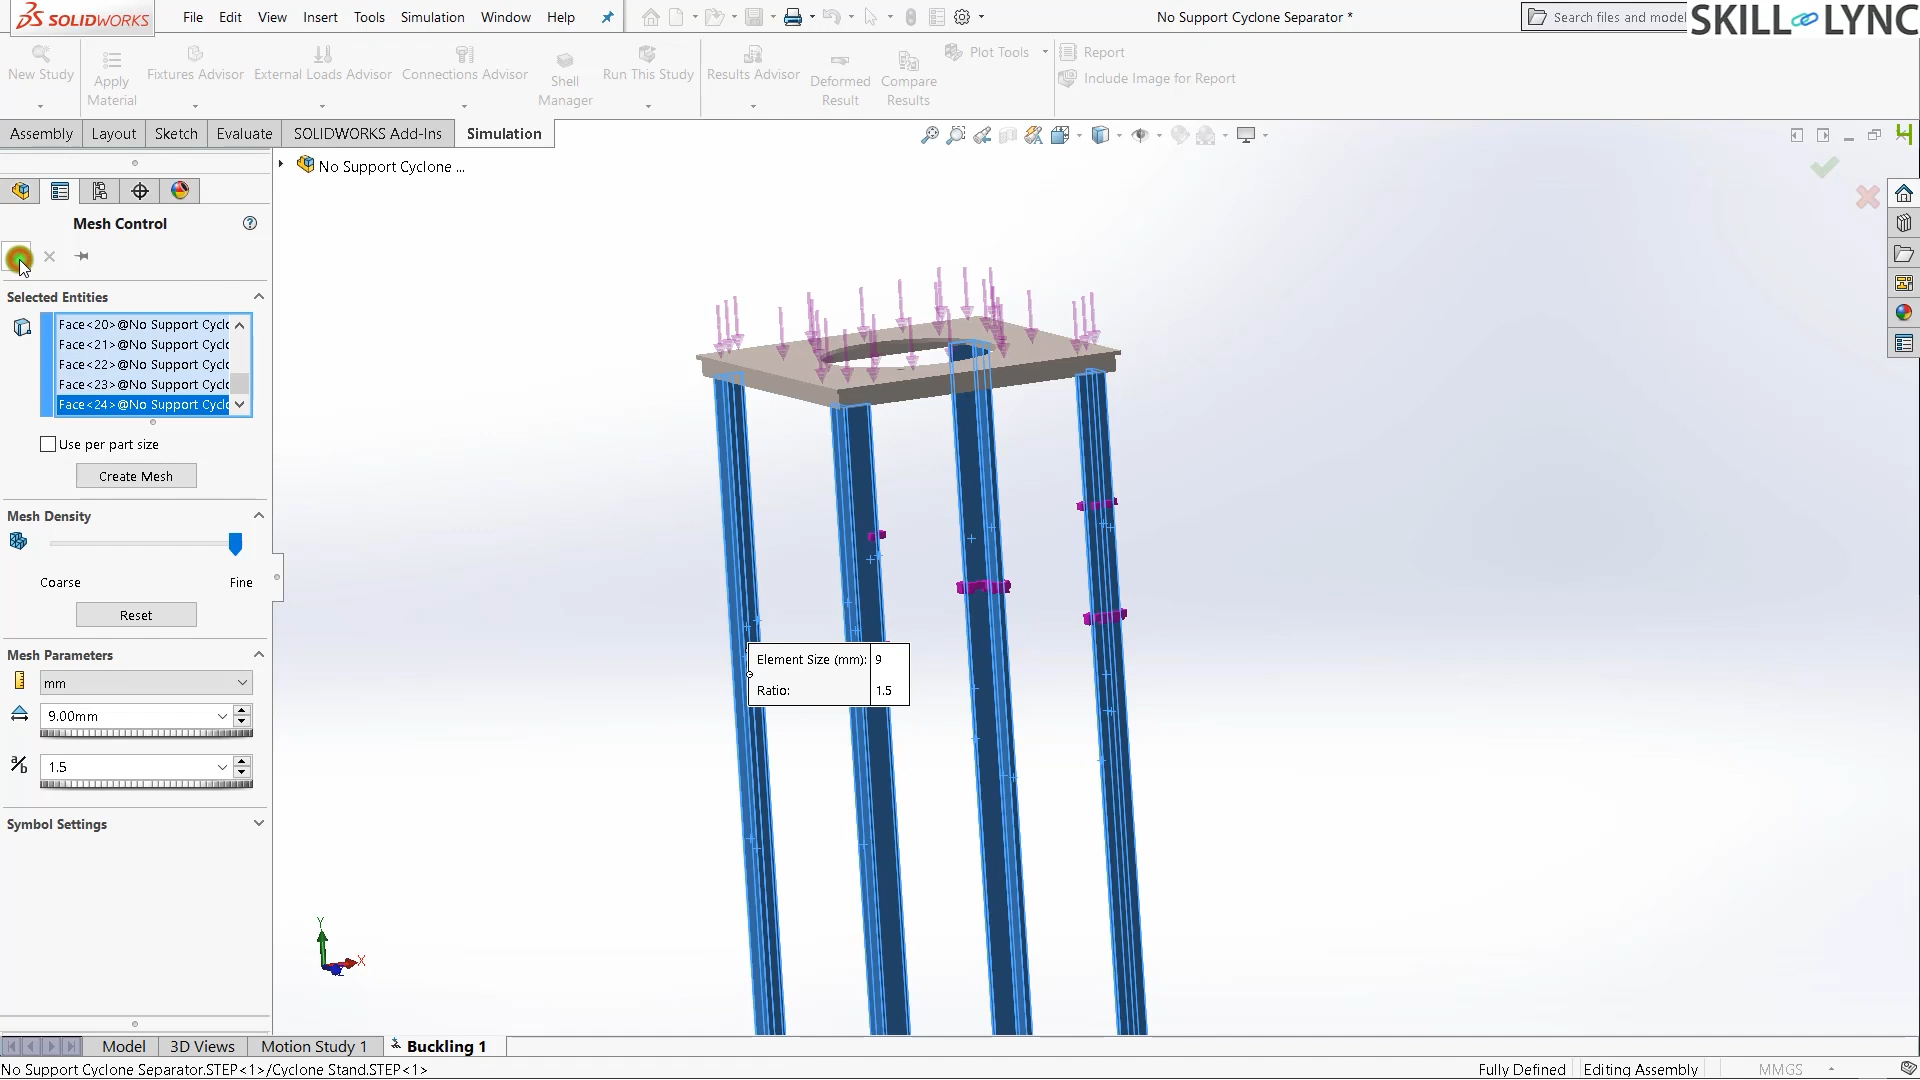 SOLIDWORKS
File Edit View Insert Tools Simulation Window Help
No Support Cyclone Separator *
Search files and model
SKILL LYNC
New Study
Apply Material
Fixtures Advisor
External Loads Advisor
Connections Advisor
Shell Manager
Run This Study
Results Advisor
Deformed Result
Compare Results
Plot Tools
Report
Include Image for Report
Assembly Layout Sketch Evaluate SOLIDWORKS Add-Ins Simulation
No Support Cyclone ...
Mesh Control
Selected Entities
Face<20>@No Support Cyclo
Face<21>@No Support Cyclo
Face<22>@No Support Cyclo
Face<23>@No Support Cyclo
Face<24>@No Support Cyclo
Use per part size
Create Mesh
Mesh Density
Coarse Fine
Reset
Mesh Parameters
mm
9.00mm
a/b
1.5
Symbol Settings
Element Size (mm): 9
Ratio: 1.5
Y
X
Model 3D Views Motion Study 1 Buckling 1
No Support Cyclone Separator.STEP<1>/Cyclone Stand.STEP<1>
Fully Defined Editing Assembly MMGS